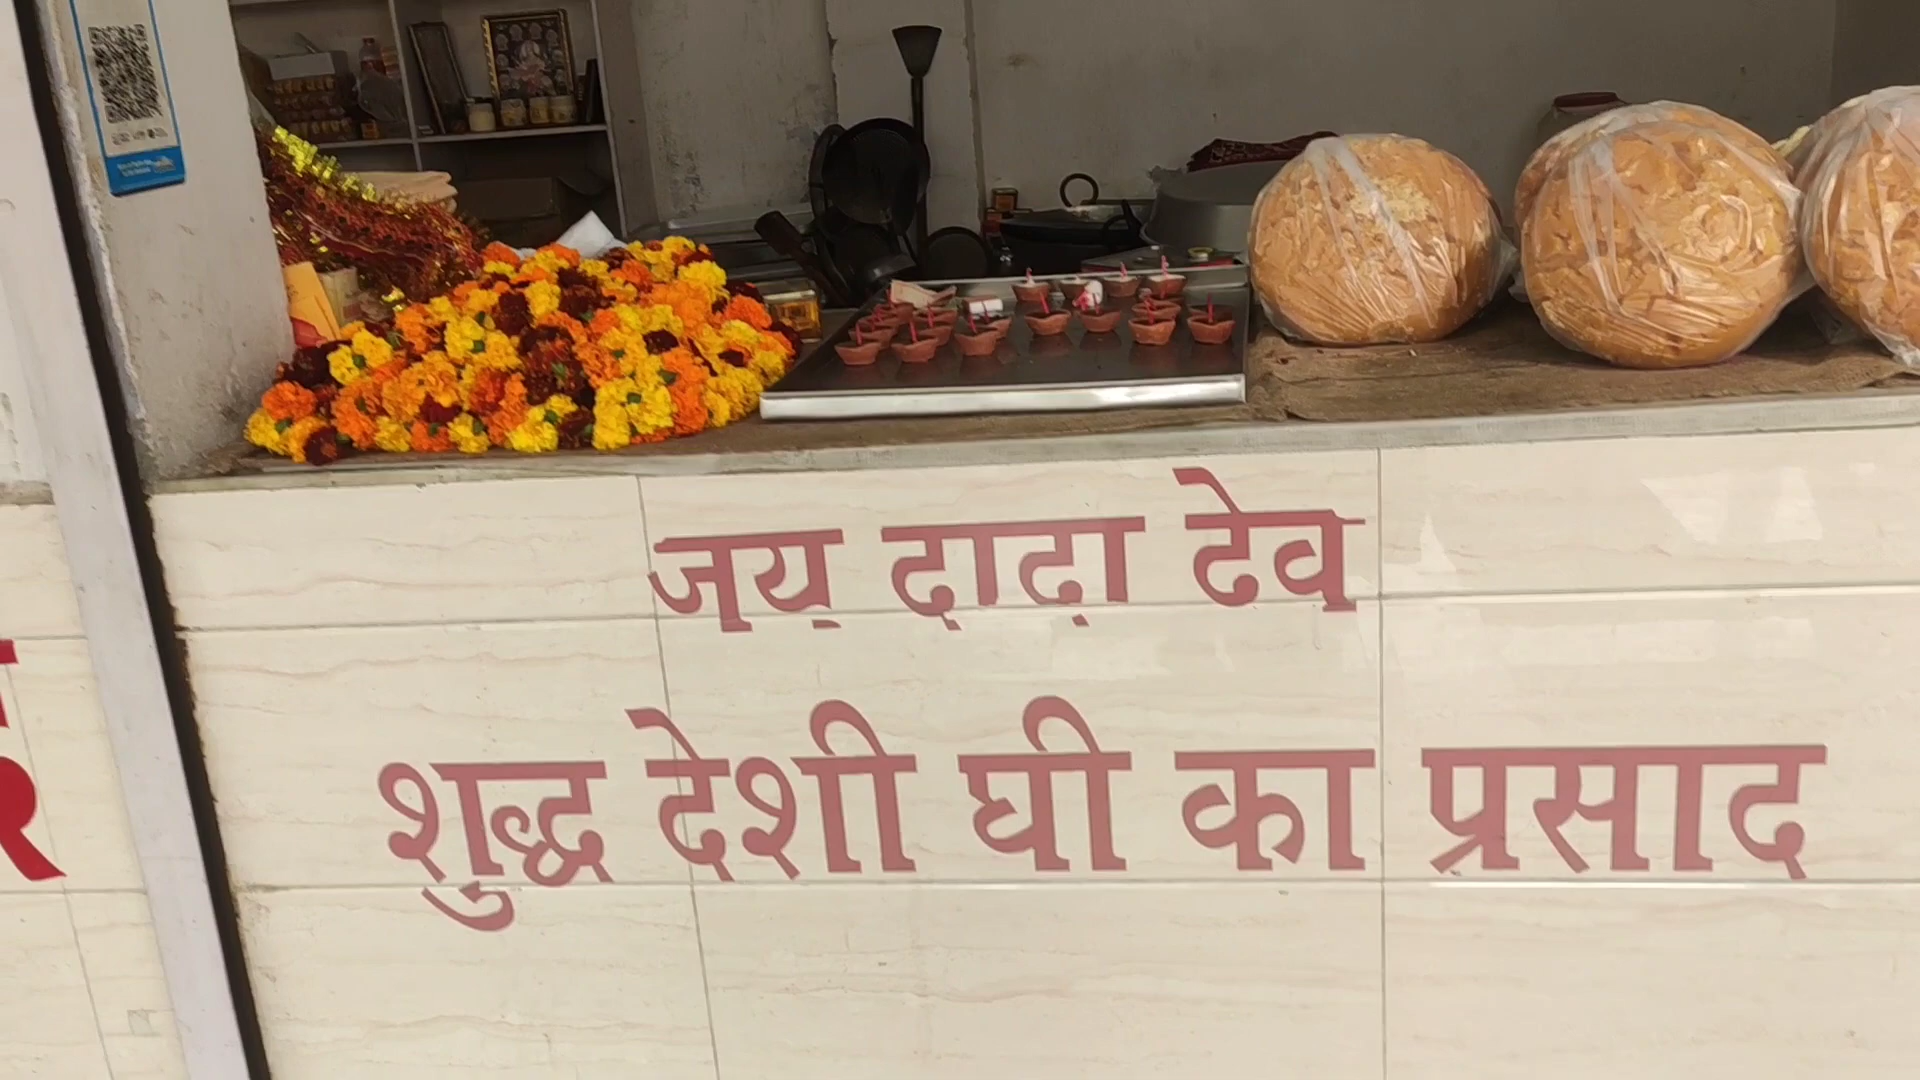 जय दादा देव
शुद्ध देशी घी का प्रसाद